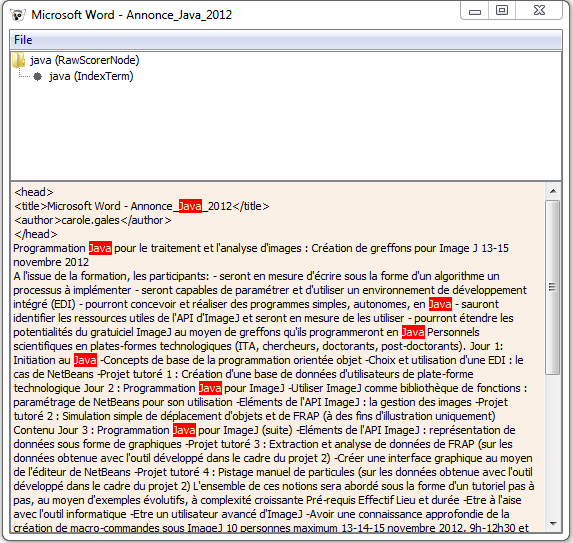 Microsoft Word - Annonce_Java_2012
File
java (RawScorerNode)
java (IndexTerm)
<head>
<title>Microsoft Word - Annonce_Java_2012</title>
<author>carole.gales</author>
</head>
Programmation Java pour le traitement et l'analyse d'images : Création de greffons pour Image J 13-15
novembre 2012
A l'issue de la formation, les participants: - seront en mesure d'écrire sous la forme d'un algorithme un
processus à implémenter - seront capables de paramétrer et d'utiliser un environnement de développement
intégré (EDI) - pourront concevoir et réaliser des programmes simples, autonomes, en Java - sauront
identifier les ressources utiles de l'API d'ImageJ et seront en mesure de les utiliser - pourront étendre les
potentialités du gratuiciel ImageJ au moyen de greffons qu'ils programmeront en Java Personnels
scientifiques en plates-formes technologiques (ITA, chercheurs, doctorants, post-doctorants). Jour 1:
Initiation au Java -Concepts de base de la programmation orientée objet -Choix et utilisation d'une EDI : le
cas de NetBeans -Projet tutoré 1 : Création d'une base de données d'utilisateurs de plate-forme
technologique Jour 2 : Programmation Java pour ImageJ -Utiliser ImageJ comme bibliothèque de fonctions :
paramétrage de NetBeans pour son utilisation -Eléments de l'API ImageJ : la gestion des images -Projet
tutoré 2 : Simulation simple de déplacement d'objets et de FRAP (à des fins d'illustration uniquement)
Contenu Jour 3 : Programmation Java pour ImageJ (suite) -Eléments de l'API ImageJ : représentation de
données sous forme de graphiques -Projet tutoré 3 : Extraction et analyse de données de FRAP (sur les
données obtenue avec l'outil développé dans le cadre du projet 2) -Créer une interface graphique au moyen
de l'éditeur de NetBeans -Projet tutoré 4 : Pistage manuel de particules (sur les données obtenue avec l'outil
développé dans le cadre du projet 2) L'ensemble de ces notions sera abordé sous la forme d'un tutoriel pas à
pas, au moyen d'exemples évolutifs, à complexité croissante Pré-requis Effectif Lieu et durée -Etre à l'aise
avec l'outil informatique -Etre un utilisateur avancé d'ImageJ -Avoir une connaissance approfondie de la
création de macro-commandes sous ImageJ 10 personnes maximum 13-14-15 novembre 2012, 9h-12h30 et